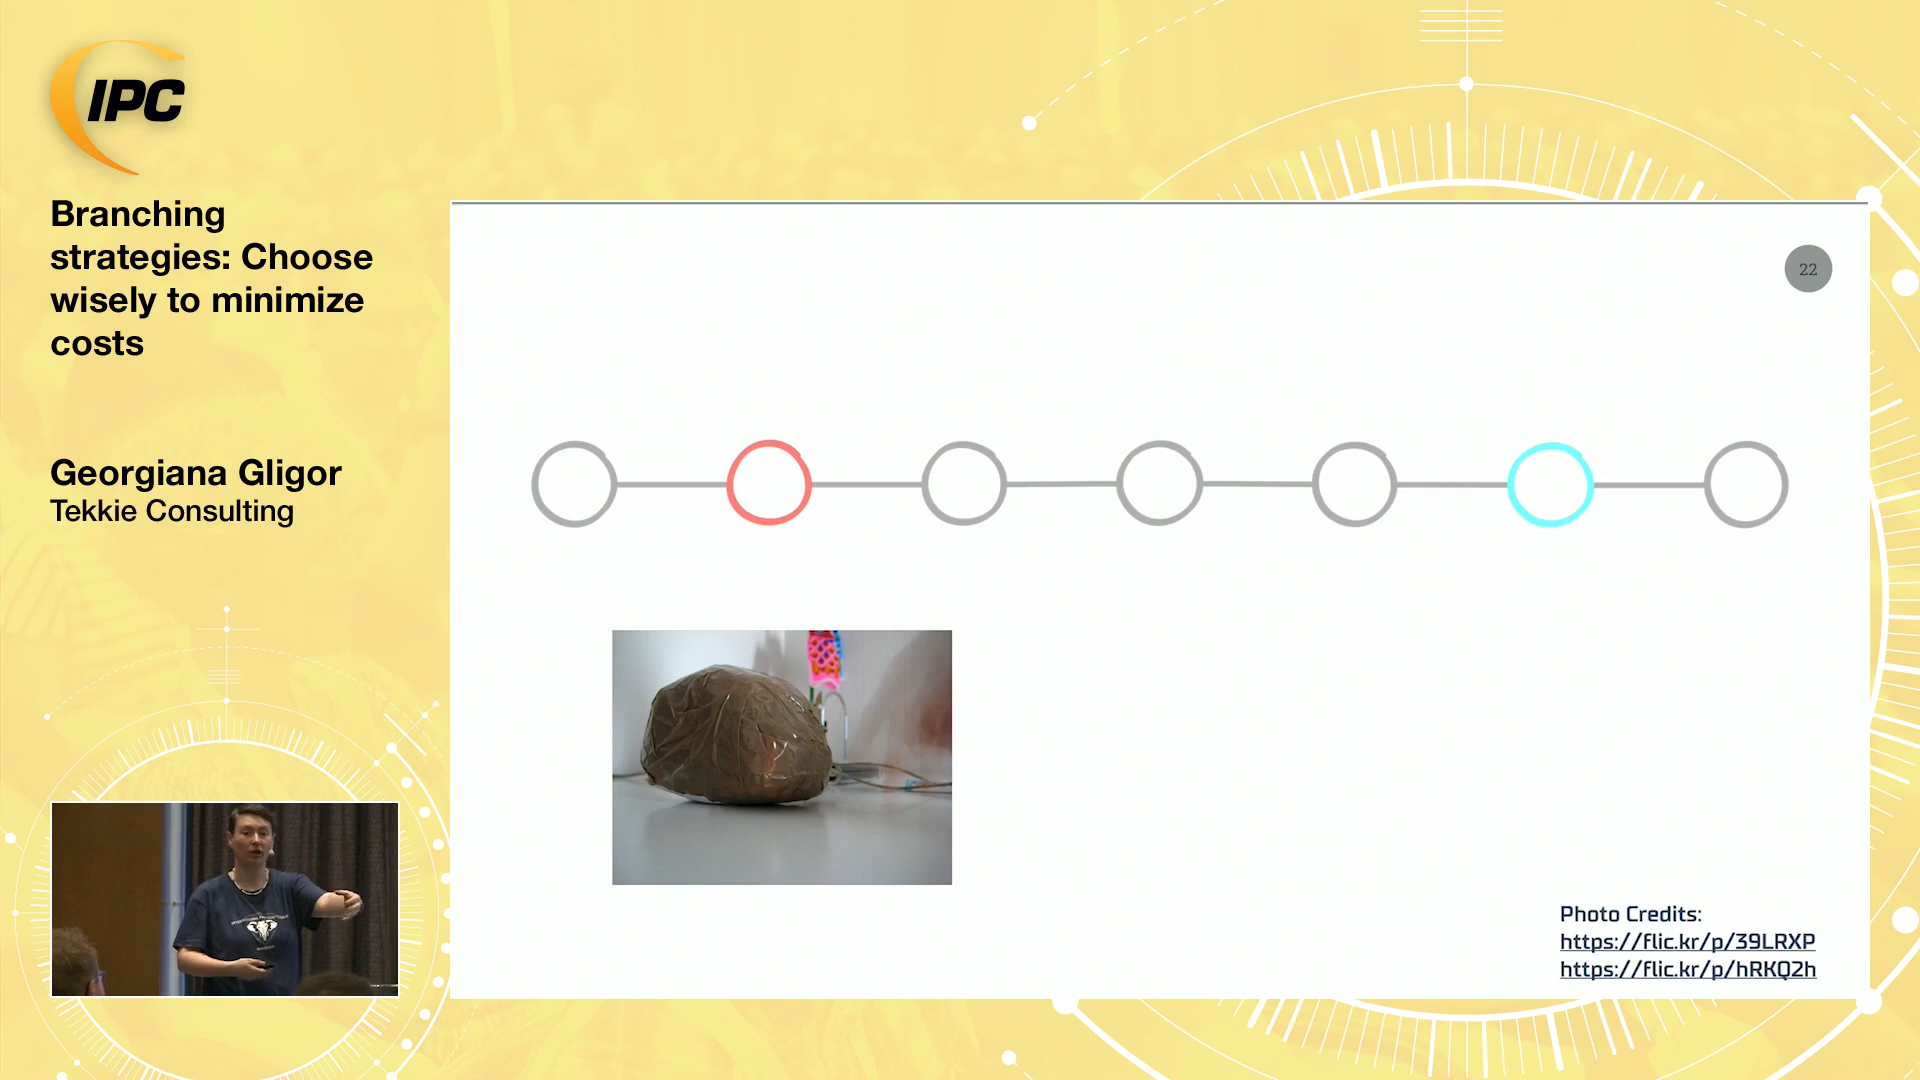 IPC
Branching
strategies: Choose
wisely to minimize
costs
Georgiana Gligor
Tekkie Consulting
22
Photo Credits:
https://flic.kr/p/39LRXP
https://flic.kr/p/hRKQ2h